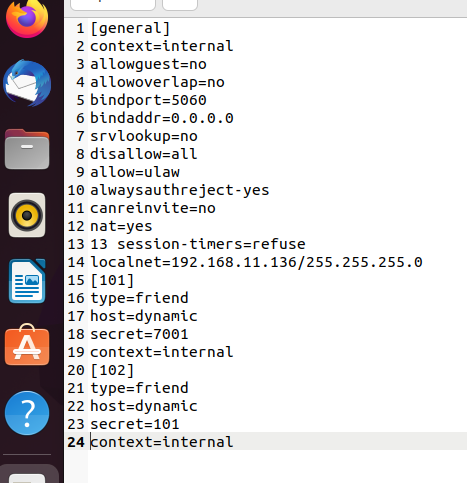 1 [general]
2 context=internal
3 allowguest=no
4 allowoverlap=no
5 bindport=5060
6 bindaddr=0.0.0.0
7 srvlookup=no
8 disallow=all
9 allow=ulaw
10 alwaysauthreject-yes
11 canreinvite=no
12 nat=yes
13 13 session-timers=refuse
14 localnet=192.168.11.136/255.255.255.0
15 [101]
16 type=friend
17 host=dynamic
18 secret=7001
19 context=internal
20 [102]
21 type=friend
22 host=dynamic
23 secret=101
24 context=internal